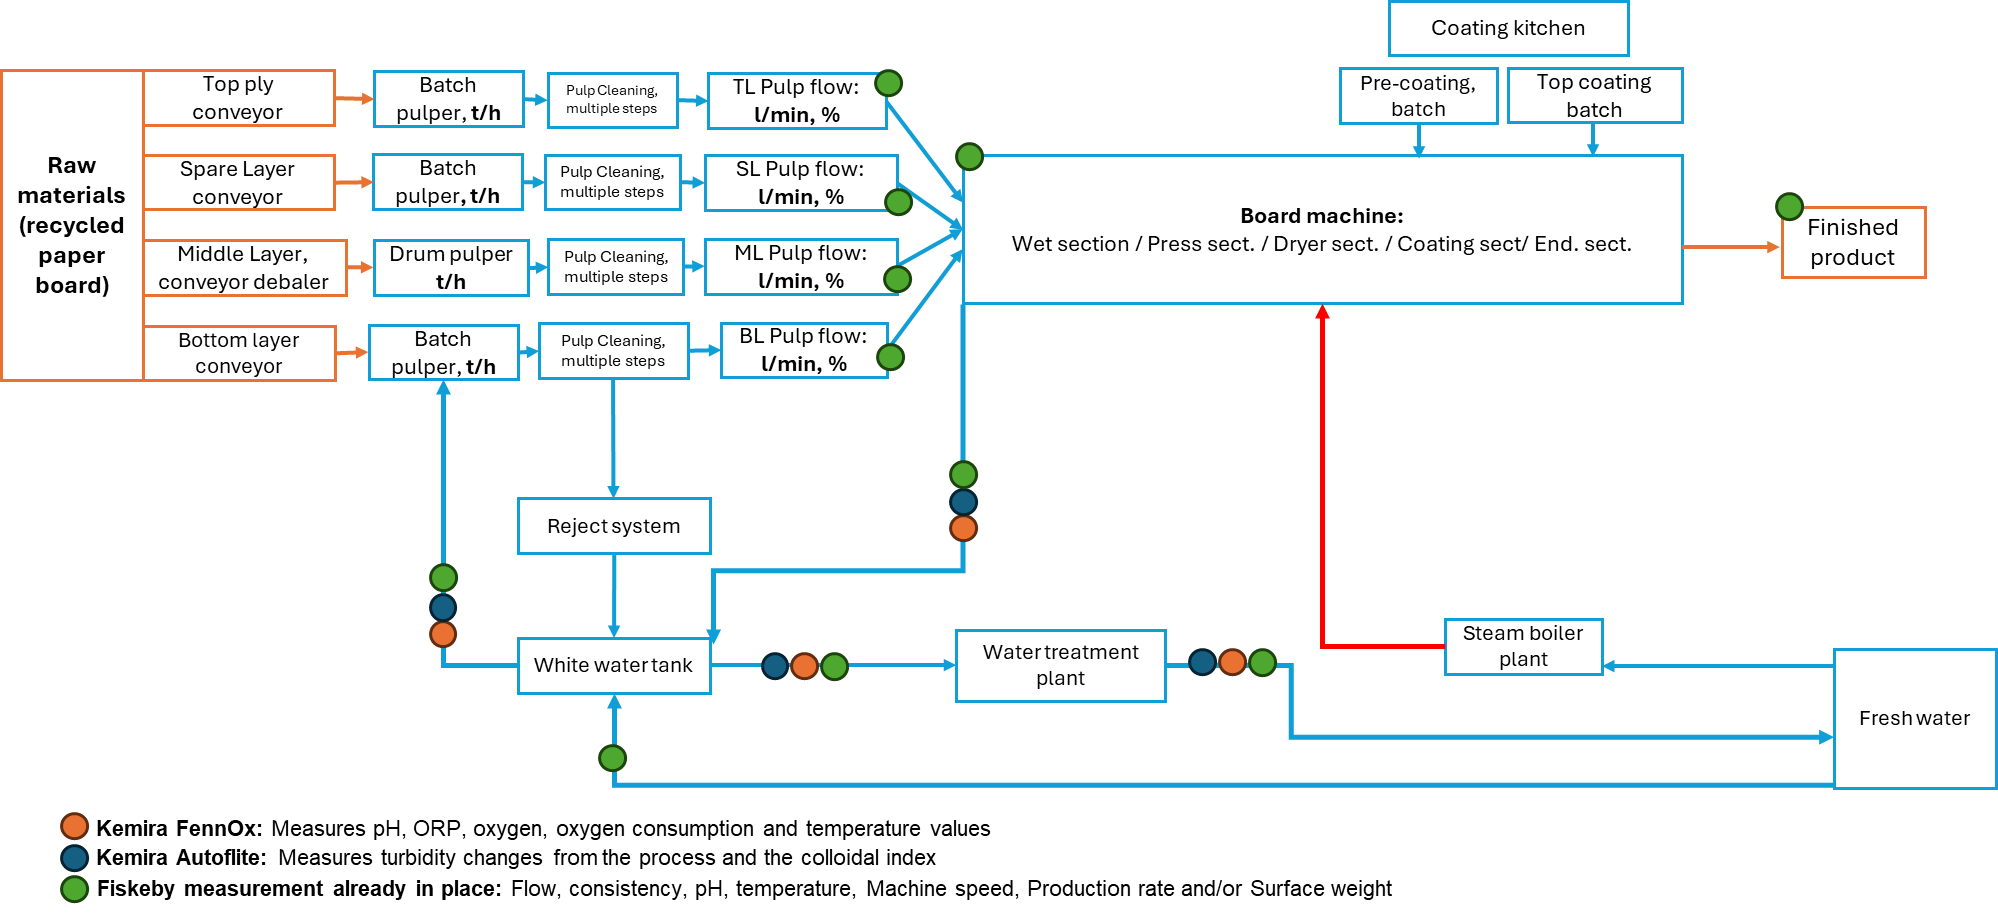 Coating kitchen
Pre-coating,
batch
Top coating
batch
Raw
materials
(recycled
paper
board)
Top ply
conveyor
Batch
pulper, t/h
Pulp Cleaning,
multiple steps
TL Pulp flow:
l/min, %
Spare Layer
conveyor
Batch
pulper, t/h
Pulp Cleaning,
multiple steps
SL Pulp flow:
l/min, %
Middle Layer,
conveyor debaler
Drum pulper
t/h
Pulp Cleaning,
multiple steps
ML Pulp flow:
l/min, %
Bottom layer
conveyor
Batch
pulper, t/h
Pulp Cleaning,
multiple steps
BL Pulp flow:
l/min, %
Board machine:
Wet section / Press sect. / Dryer sect. / Coating sect/ End. sect.
Finished
product
Reject system
White water tank
Water treatment
plant
Steam boiler
plant
Fresh water
Kemira FennOx: Measures pH, ORP, oxygen, oxygen consumption and temperature values
Kemira Autoflite: Measures turbidity changes from the process and the colloidal index
Fiskeby measurement already in place: Flow, consistency, pH, temperature, Machine speed, Production rate and/or Surface weight